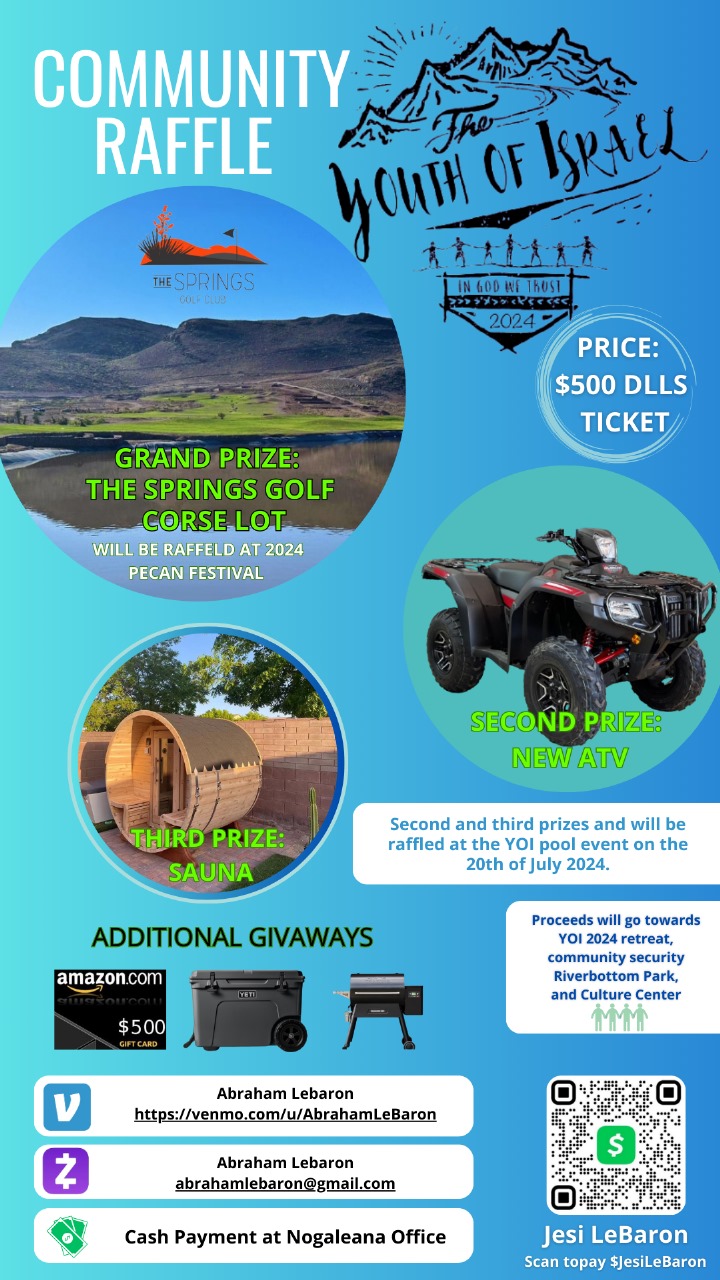 COMMUNITY
RAFFLE
The
YOUTH OF ISRAEL
IN GOD WE TRUST
2024
THE SPRINGS
GOLF CLUB
PRICE:
$500 DLLS
TICKET
GRAND PRIZE:
THE SPRINGS GOLF
CORSE LOT
WILL BE RAFFELD AT 2024
PECAN FESTIVAL
SECOND PRIZE:
NEW ATV
THIRD PRIZE:
SAUNA
Second and third prizes and will be
raffled at the YOI pool event on the
20th of July 2024.
ADDITIONAL GIVAWAYS
amazon.com
$500
GIFT CARD
YETI
Proceeds will go towards
YOI 2024 retreat,
community security
Riverbottom Park,
and Culture Center
Abraham Lebaron
https://venmo.com/u/AbrahamLeBaron
Abraham Lebaron
abrahamlebaron@gmail.com
Cash Payment at Nogaleana Office
$
Jesi LeBaron
Scan topay $JesiLeBaron